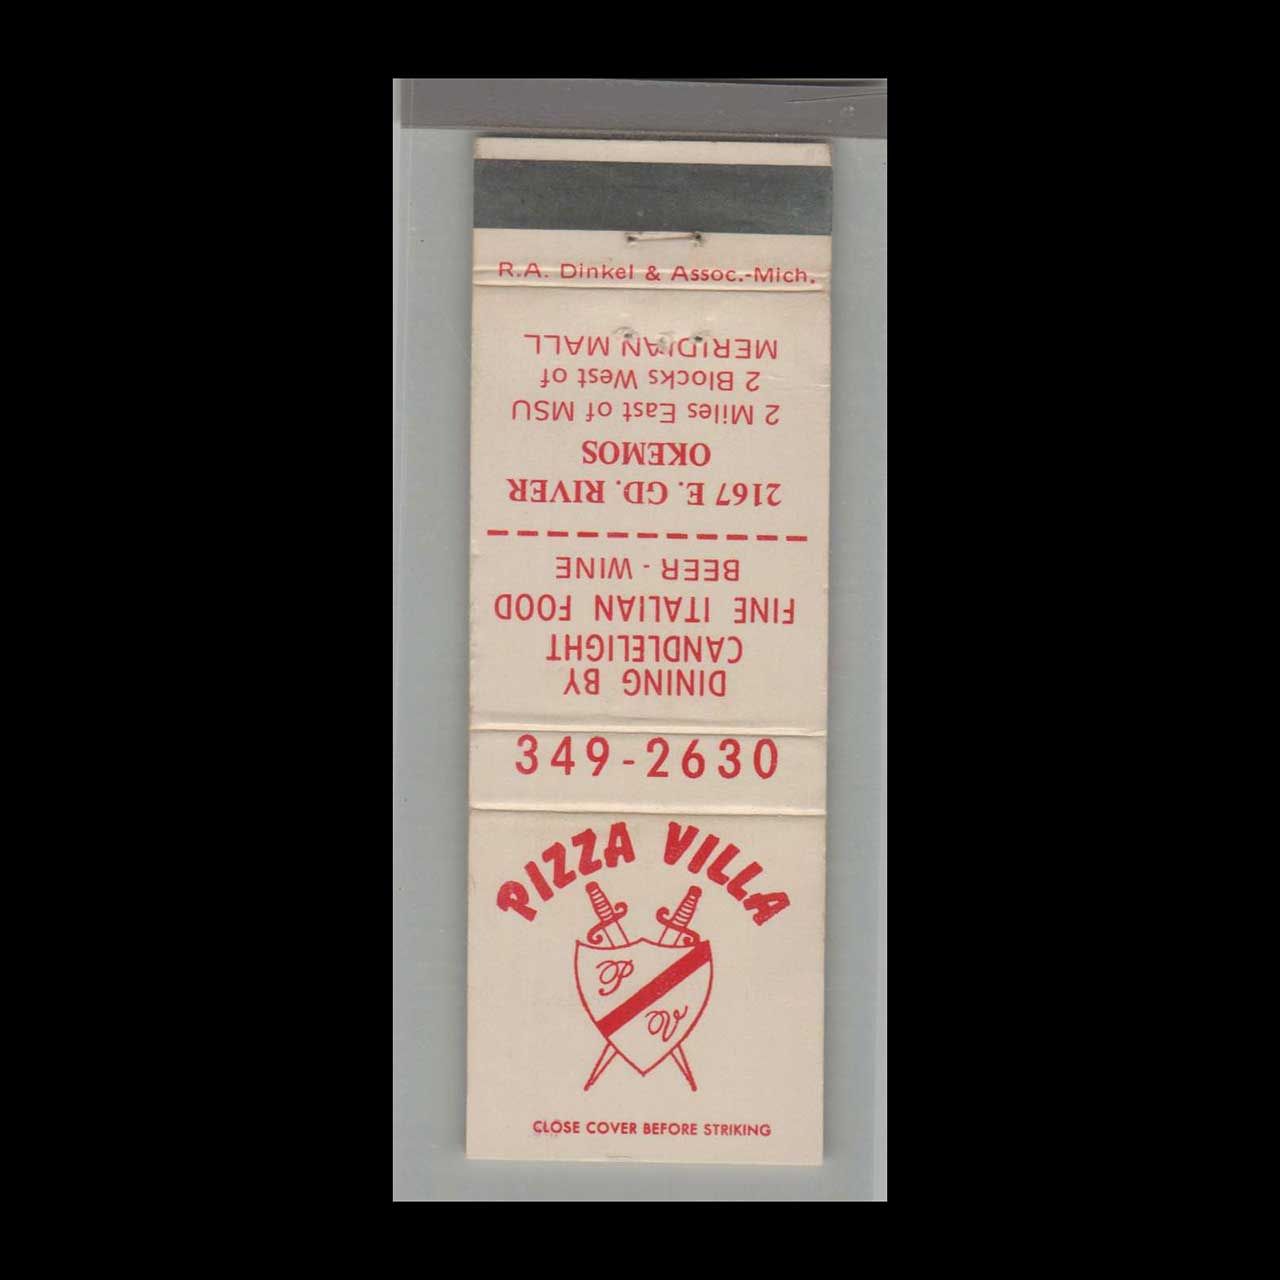 R.A. Dinkel & Assoc.-Mich.
DINING BY
CANDLELIGHT
FINE ITALIAN FOOD
BEER - WINE
2167 E. GD. RIVER
OKEMOS
2 Miles East of MSU
2 Blocks West of
MERIDIAN MALL
349-2630
PIZZA VILLA
P
V
CLOSE COVER BEFORE STRIKING